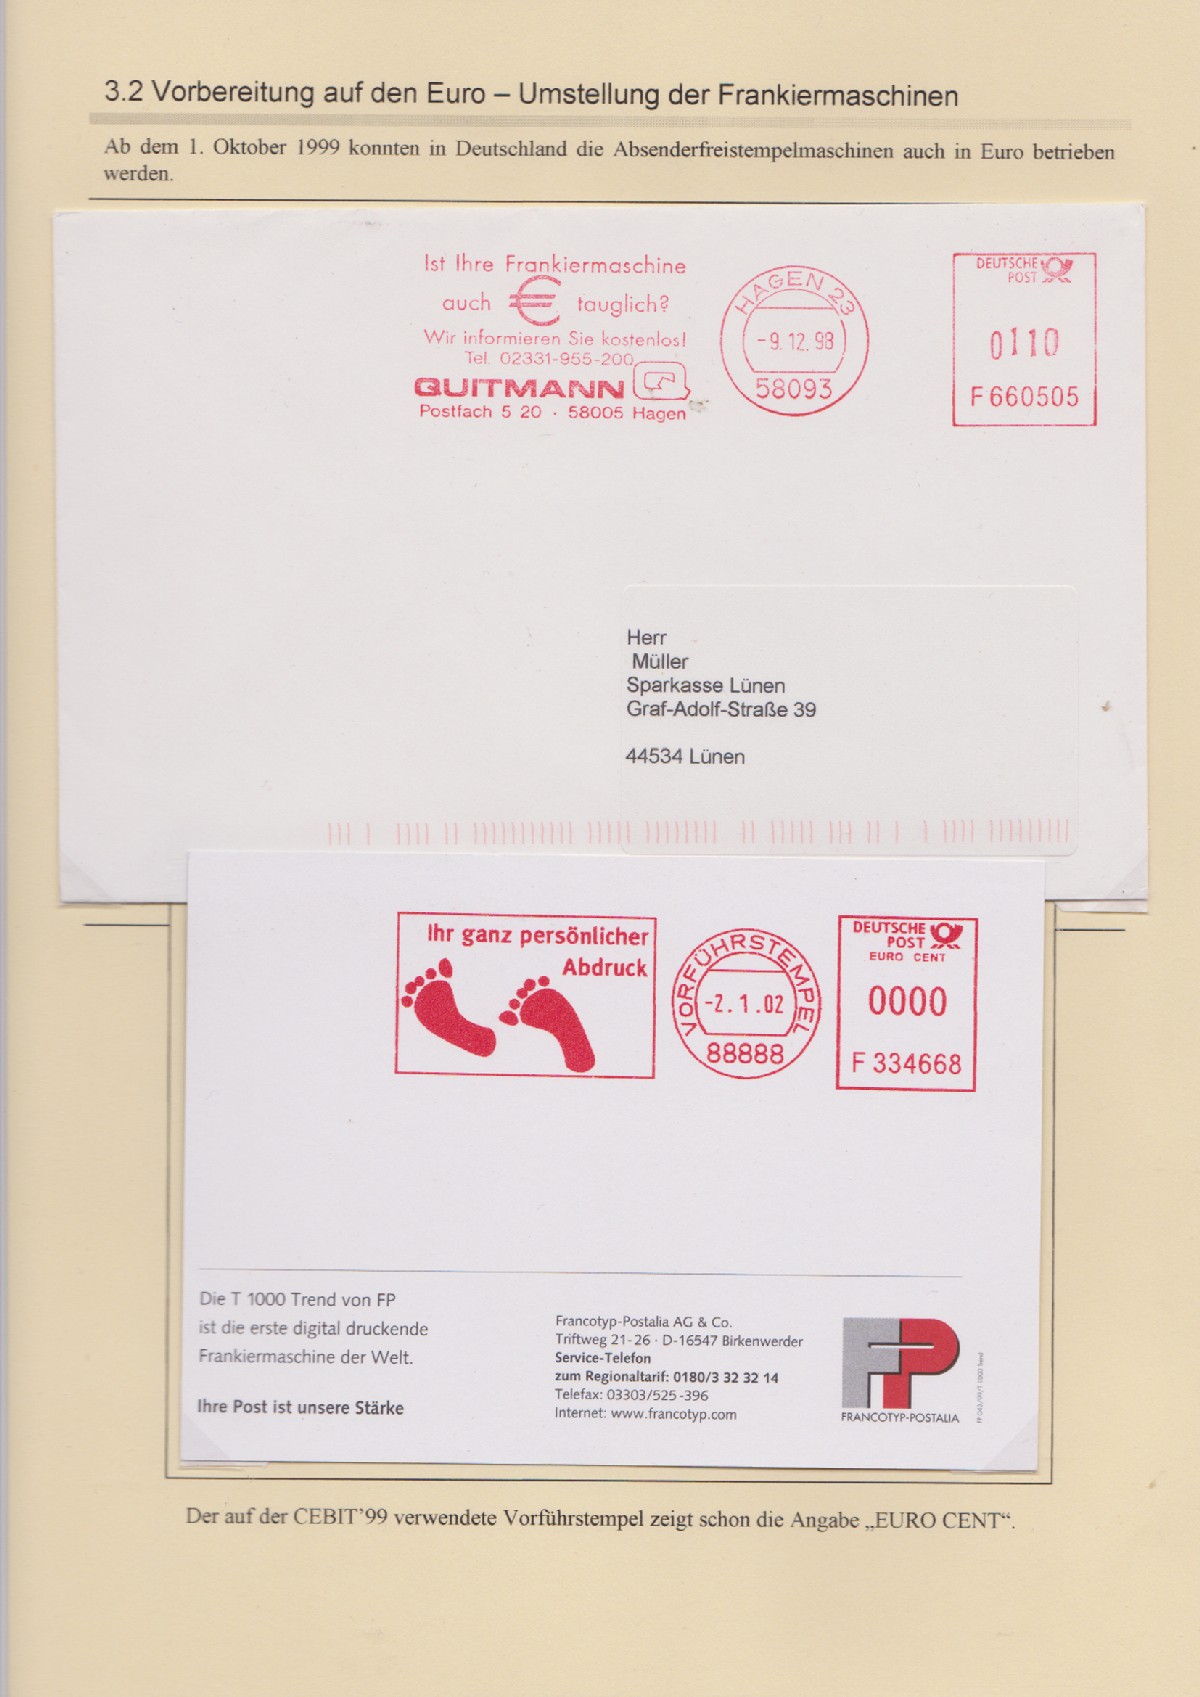 3.2 Vorbereitung auf den Euro – Umstellung der Frankiermaschinen
Ab dem 1. Oktober 1999 konnten in Deutschland die Absenderfreistempelmaschinen auch in Euro betrieben
werden.
Ist Ihre Frankiermaschine
auch € tauglich?
Wir informieren Sie kostenlos!
Tel. 02331-955-200
QUITMANN
Postfach 5 20 · 58005 Hagen
HAGEN 23
-9.12.98
58093
DEUTSCHE
POST
0110
F 660505
Herr
Müller
Sparkasse Lünen
Graf-Adolf-Straße 39
44534 Lünen
Ihr ganz persönlicher
Abdruck
VORFÜHRSTEMPEL
-2.1.02
88888
DEUTSCHE
POST
EURO CENT
0000
F 334668
Die T 1000 Trend von FP
ist die erste digital druckende
Frankiermaschine der Welt.
Ihre Post ist unsere Stärke
Francotyp-Postalia AG & Co.
Triftweg 21-26 · D-16547 Birkenwerder
Service-Telefon
zum Regionaltarif: 0180/3 32 32 14
Telefax: 03303/525-396
Internet: www.francotyp.com
FP
FRANCOTYP-POSTALIA
Der auf der CEBIT’99 verwendete Vorführstempel zeigt schon die Angabe „EURO CENT“.